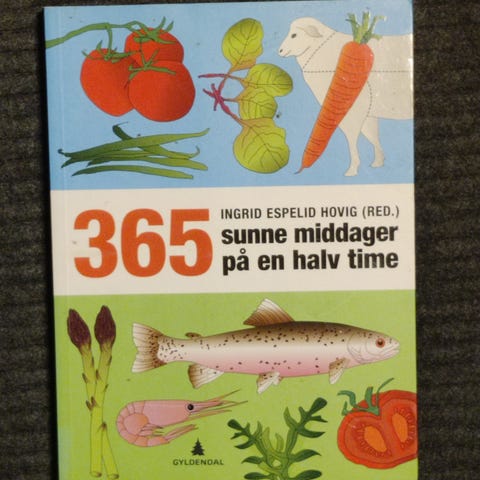 365
INGRID ESPELID HOVIG (RED.)
sunne middager
på en halv time
GYLDENDAL